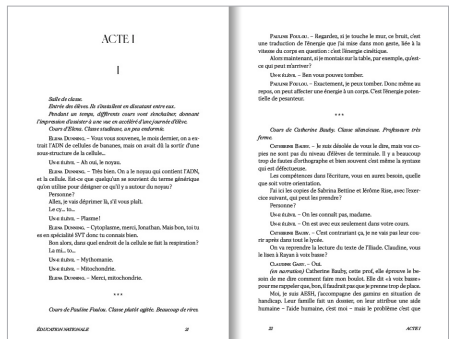 ACTE I
I
Salle de classe.
Entrée des élèves. Ils s'installent en discutant entre eux.
Pendant un temps, différents cours vont s'enchaîner, donnant
l'impression d'assister à une vue en accéléré d'une journée d'élève.
Cours d'Elena. Classe studieuse, un peu endormie.
ELENA DUNNING. – Vous vous souvenez, le mois dernier, on a ex-
trait l'ADN de cellules de bananes, mais on avait dû la sortir d'une
sous-structure de la cellule...
UNE ÉLÈVE. – Ah oui, le noyau.
ELENA DUNNING. – Très bien. On a le noyau qui contient l'ADN,
et la cellule. Est-ce que quelqu'un se souvient du terme générique
qu'on utilise pour désigner ce qu'il y a autour du noyau?
Personne?
Allez, je vais déprimer là, s'il vous plaît.
Le cy... to...
UN ÉLÈVE. – Plasme!
ELENA DUNNING. – Cytoplasme, merci, Jonathan. Mais bon, toi tu
es en spécialité SVT donc tu connais bien.
Bon alors, dans quel endroit de la cellule se fait la respiration?
La mi... to...
UN ÉLÈVE. – Mythomanie.
UNE ÉLÈVE. – Mitochondrie.
ELENA DUNNING. – Merci, mitochondrie.
***
Cours de Pauline Foulou. Classe plutôt agitée. Beaucoup de rires.
ÉDUCATION NATIONALE 21
PAULINE FOULOU. – Regardez, si je touche le mur, ce bruit, c'est
une traduction de l'énergie que j'ai mise dans mon geste, liée à la
vitesse du corps en question : c'est l'énergie cinétique.
Alors maintenant, si je montais sur la table, par exemple, qu'est-
ce qui peut m'arriver?
UN ÉLÈVE. – Ben vous pouvez tomber.
PAULINE FOULOU. – Exactement, je peux tomber. Donc même au
repos, on peut affecter une énergie à un corps. C'est l'énergie poten-
tielle de pesanteur.
***
Cours de Catherine Bauby. Classe silencieuse. Professeure très
ferme.
CATHERINE BAUBY. – Je suis désolée de vous le dire, mais vos co-
pies ne sont pas du niveau d'élèves de terminale. Il y a beaucoup
trop de fautes d'orthographe et bien souvent c'est même la syntaxe
qui est défectueuse.
Les compétences dans l'écriture, vous en aurez besoin, quelle
que soit votre orientation.
J'ai ici les copies de Sabrina Bettine et Jérôme Rise, avec l'exer-
cice suivant, qui peut les prendre?
Personne?
UN ÉLÈVE. – On les connaît pas, madame.
UN ÉLÈVE. – On est avec eux seulement dans votre cours.
CATHERINE BAUBY. – C'est contrariant ça, je ne vais pas leur cou-
rir après dans tout le lycée.
On va reprendre la lecture du texte de l'Iliade. Claudine, vous
le lisez à Rayan à voix basse?
CLAUDINE GARY. – Oui.
(en narration) Catherine Bauby, cette prof, elle éprouve le be-
soin de me dire comment faire mon boulot. Elle dit « à voix basse »
pour me rappeler que, bon, il faudrait pas que je prenne trop de place.
Moi, je suis AESH, j'accompagne des gamins en situation de
handicap. Leur famille fait un dossier, on leur attribue une aide
humaine – l'aide humaine, c'est moi – mais le problème c'est que
22 ACTE I